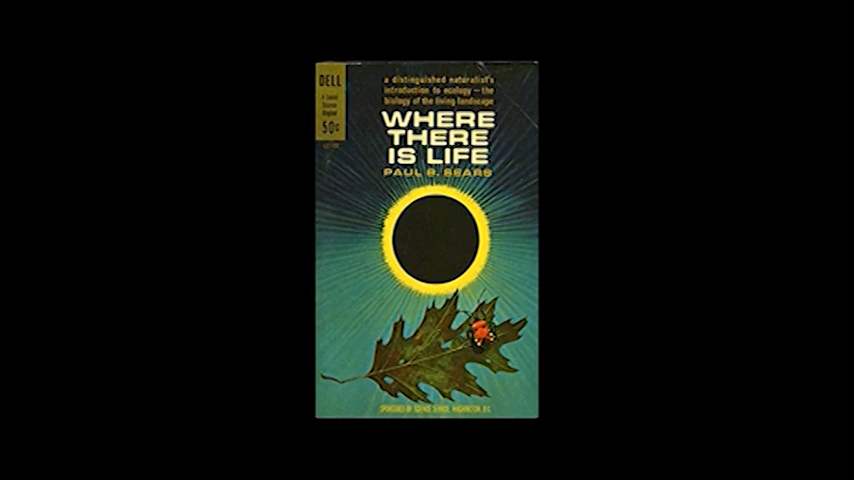 DELL
A Laurel
Science
Original
50¢
a distinguished naturalist's
introduction to ecology — the
biology of the living landscape
WHERE
THERE
IS LIFE
PAUL B. SEARS
SPONSORED BY SCIENCE SERVICE, WASHINGTON, D.C.